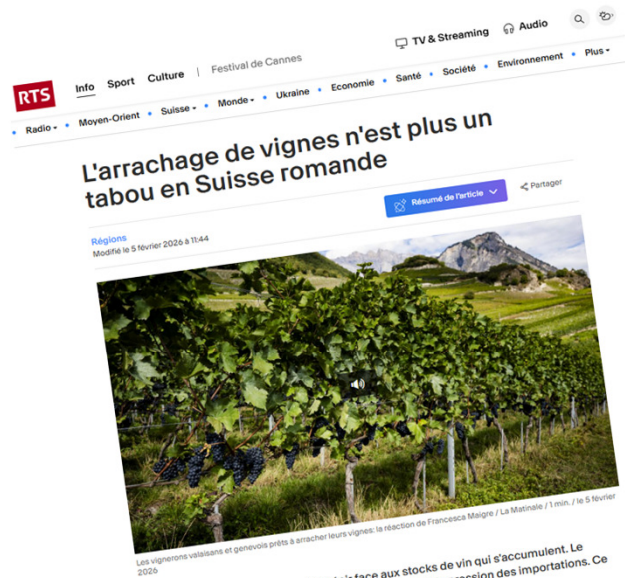 TV & Streaming Audio
RTS Info Sport Culture | Festival de Cannes
Radio Moyen-Orient Suisse Monde Ukraine Economie Santé Société Environnement Plus
L'arrachage de vignes n'est plus un
tabou en Suisse romande
Résumé de l'article Partager
Régions
Modifié le 5 février 2026 à 11:44
Les vignerons valaisans et genevois prêts à arracher leurs vignes: la réaction de Francesca Maigre / La Matinale / 1 min. / le 5 février
2026
face aux stocks de vin qui s'accumulent. Le
des importations. Ce